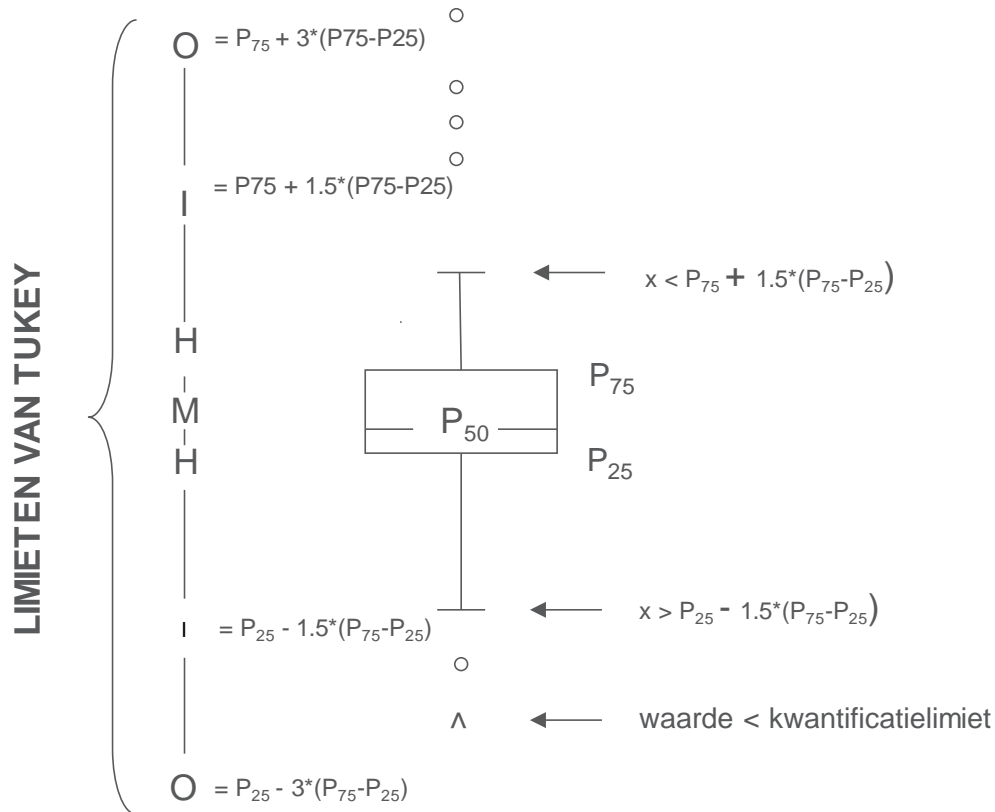 LIMIETEN VAN TUKEY
O = P₇₅ + 3*(P75-P25)
I = P75 + 1.5*(P75-P25)
H
M
H
I = P₂₅ - 1.5*(P₇₅-P₂₅)
O = P₂₅ - 3*(P₇₅-P₂₅)
x < P₇₅ + 1.5*(P₇₅-P₂₅)
P₇₅
P₅₀
P₂₅
x > P₂₅ - 1.5*(P₇₅-P₂₅)
^ waarde < kwantificatielimiet